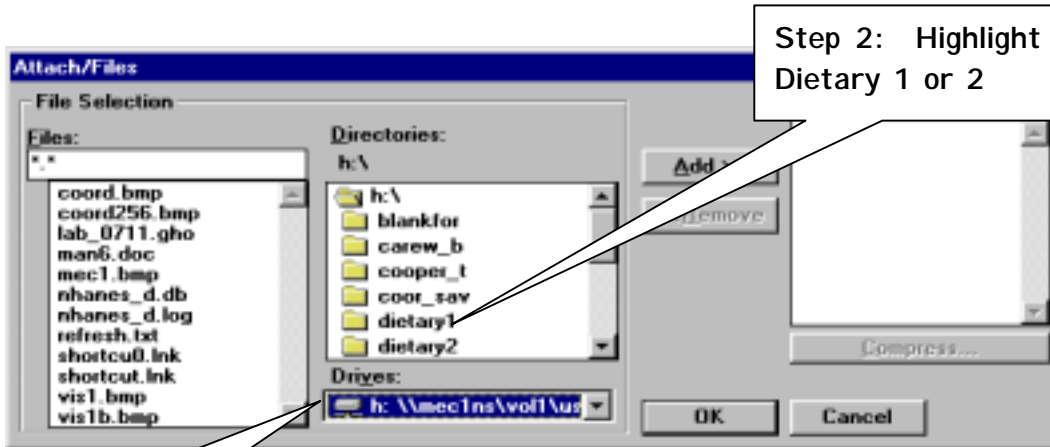 Step 2: Highlight
Dietary 1 or 2
Attach/Files
File Selection
Files:
*.*
coord.bmp
coord256.bmp
lab_0711.gho
man6.doc
mec1.bmp
nhanes_d.db
nhanes_d.log
refresh.txt
shortcu0.lnk
shortcut.lnk
vis1.bmp
vis1b.bmp
Directories:
h:\
h:\
blankfor
carew_b
cooper_t
coor_sav
dietary1
dietary2
Drives:
h: \\mec1ns\vol1\us
Add >
Remove
Compress...
OK
Cancel